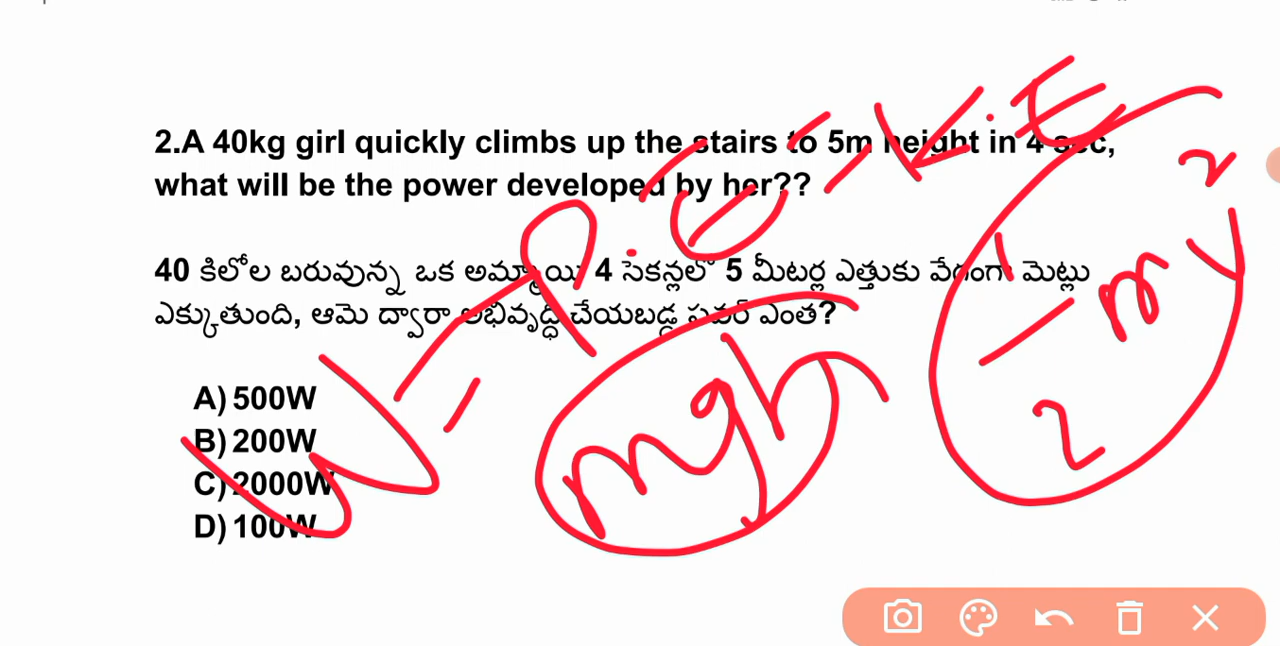 2.A 40kg girl quickly climbs up the stairs to 5m height in 4 sec,
what will be the power developed by her??
40 కిలోల బరువున్న ఒక అమ్మాయి 4 సెకన్లలో 5 మీటర్ల ఎత్తుకు వేగంగా మెట్లు
ఎక్కుతుంది, ఆమె ద్వారా అభివృద్ధి చేయబడ్డ పవర్ ఎంత?
A) 500W
B) 200W
C) 2000W
D) 100W
W - P.E - K.E
mgh
1/2 mv²